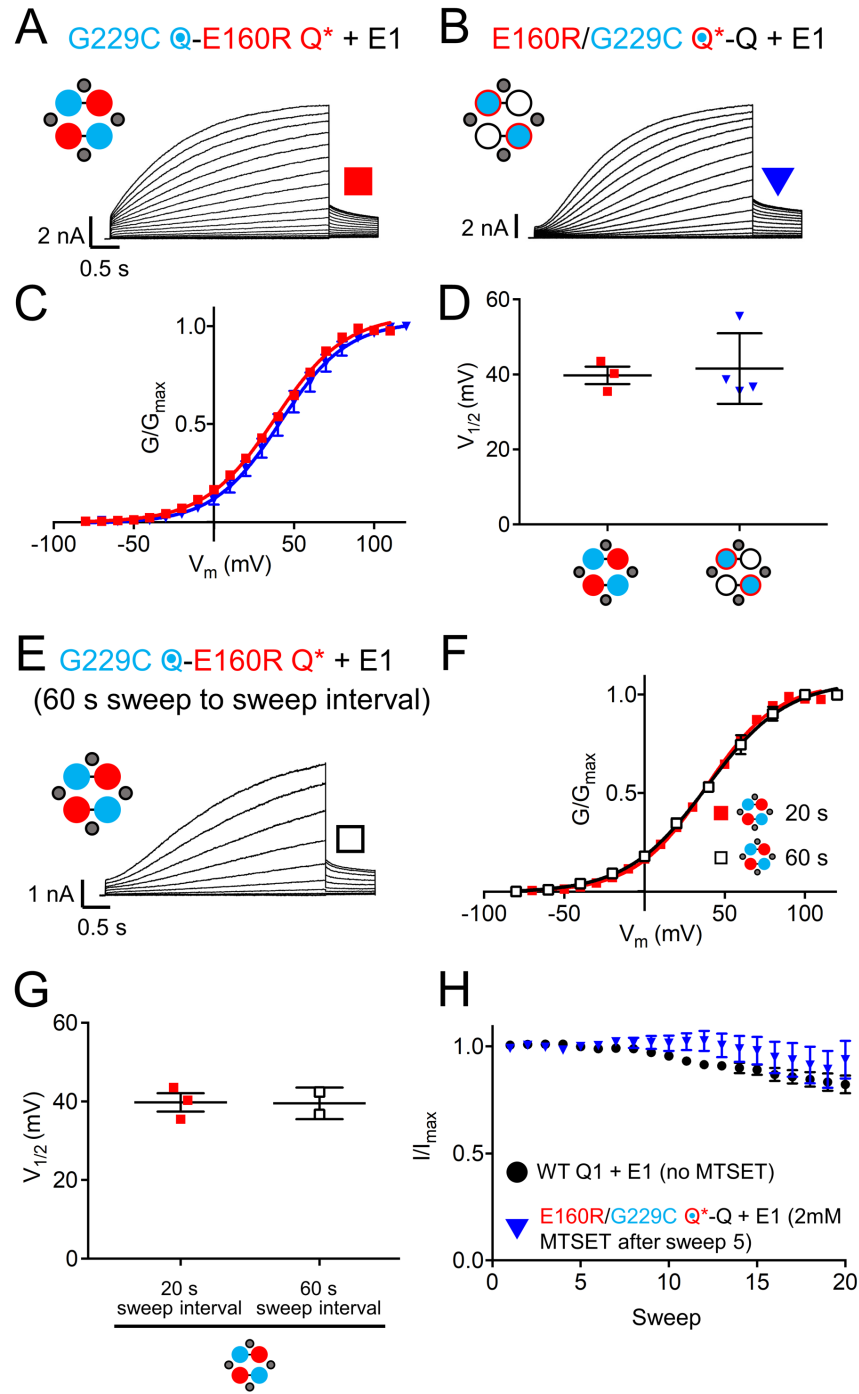 A
G229C Q-E160R Q* + E1
2 nA
0.5 s
B
E160R/G229C Q*-Q + E1
2 nA
C
G/Gmax
1.0
0.5
-100 -50 50 100
Vm (mV)
D
V1/2 (mV)
60
40
20
0
E
G229C Q-E160R Q* + E1
(60 s sweep to sweep interval)
1 nA
0.5 s
F
G/Gmax
1.0
0.5
20 s
60 s
-100 -50 50 100
Vm (mV)
G
V1/2 (mV)
60
40
20
0
20 s
sweep interval
60 s
sweep interval
H
I/Imax
1.0
0.5
0.0
WT Q1 + E1 (no MTSET)
E160R/G229C Q*-Q + E1 (2mM
MTSET after sweep 5)
0 5 10 15 20
Sweep